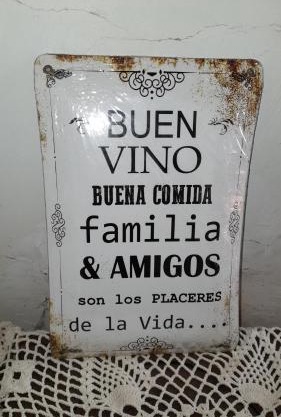 BUEN
VINO
BUENA COMIDA
familia
& AMIGOS
son los PLACERES
de la Vida....